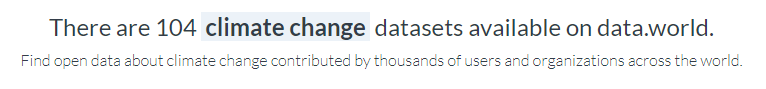 There are 104 climate change datasets available on data.world.
Find open data about climate change contributed by thousands of users and organizations across the world.